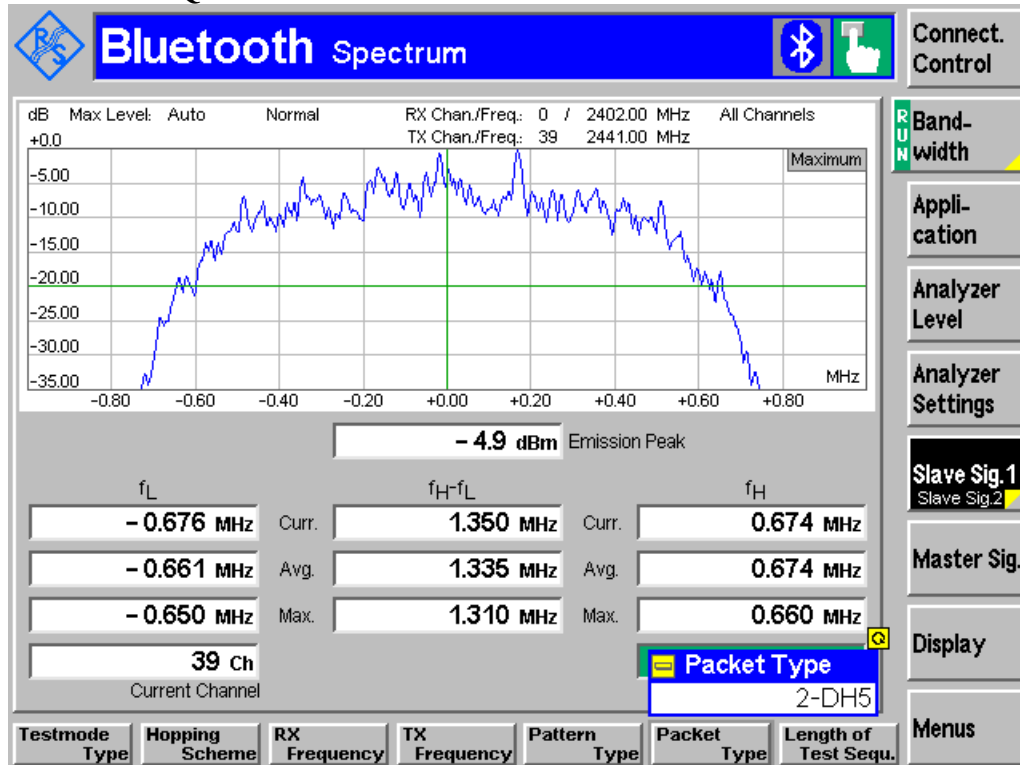 R&S
Bluetooth Spectrum
Connect.
Control
dB Max Level: Auto Normal RX Chan./Freq.: 0 / 2402.00 MHz All Channels
+0.0 TX Chan./Freq.: 39 2441.00 MHz
Maximum
-5.00
-10.00
-15.00
-20.00
-25.00
-30.00
-35.00
MHz
-0.80 -0.60 -0.40 -0.20 +0.00 +0.20 +0.40 +0.60 +0.80
RUN
Band-
width
Appli-
cation
Analyzer
Level
Analyzer
Settings
Slave Sig.1
Slave Sig.2
Master Sig.
Display
Menus
- 4.9 dBm Emission Peak
fL fH-fL fH
- 0.676 MHz Curr. 1.350 MHz Curr. 0.674 MHz
- 0.661 MHz Avg. 1.335 MHz Avg. 0.674 MHz
- 0.650 MHz Max. 1.310 MHz Max. 0.660 MHz
39 Ch
Current Channel
Q
Packet Type
2-DH5
Testmode
Type
Hopping
Scheme
RX
Frequency
TX
Frequency
Pattern
Type
Packet
Type
Length of
Test Sequ.